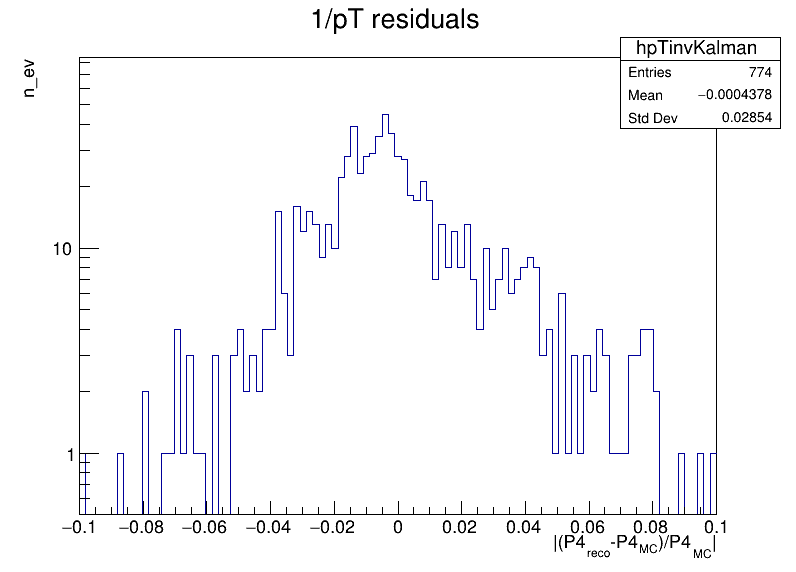 1/pT residuals
hpTinvKalman
Entries 774
Mean −0.0004378
Std Dev 0.02854
n_ev
10
1
−0.1 −0.08 −0.06 −0.04 −0.02 0 0.02 0.04 0.06 0.08 0.1
|(P4reco-P4MC)/P4MC|